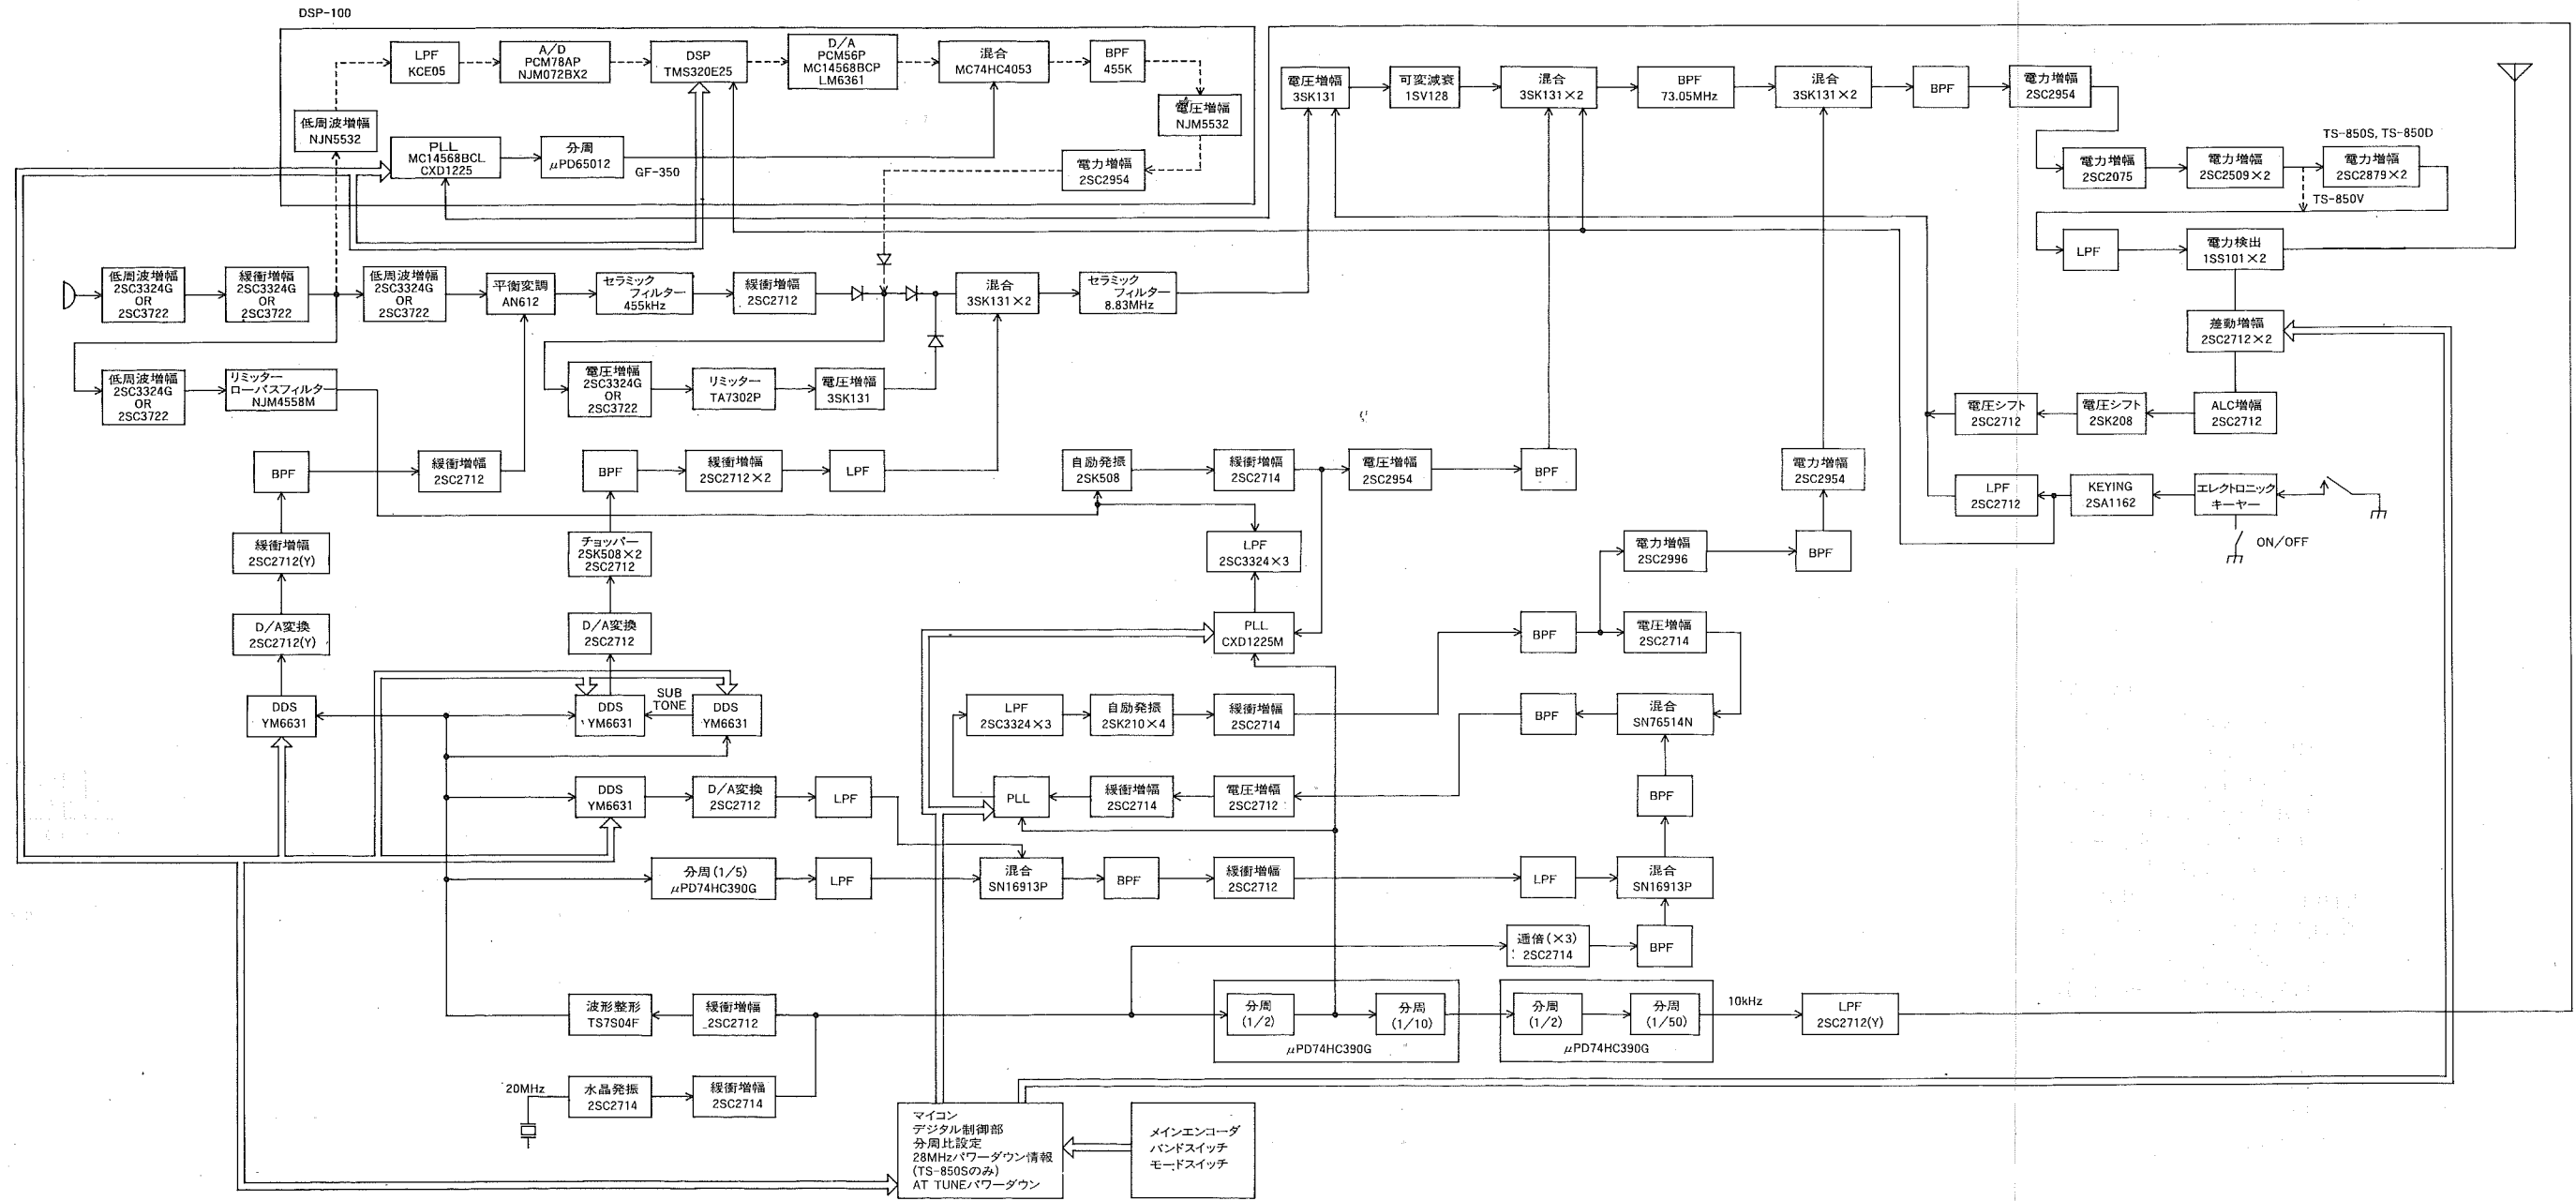 DSP-100
LPF
KCE05
A/D
PCM78AP
NJM072BX2
DSP
TMS320E25
D/A
PCM56P
MC14568BCP
LM6361
混合
MC74HC4053
BPF
455K
低周波増幅
NJN5532
電圧増幅
NJM5532
PLL
MC14568BCL
CXD1225
分周
μPD65012
GF-350
電力増幅
2SC2954
電圧増幅
3SK131
可変減衰
1SV128
混合
3SK131×2
BPF
73.05MHz
混合
3SK131×2
BPF
電力増幅
2SC2954
TS-850S, TS-850D
電力増幅
2SC2075
電力増幅
2SC2509×2
電力増幅
2SC2879×2
TS-850V
LPF
電力検出
1SS101×2
低周波増幅
2SC3324G
OR
2SC3722
緩衝増幅
2SC3324G
OR
2SC3722
低周波増幅
2SC3324G
OR
2SC3722
平衡変調
AN612
セラミック
フィルター
455kHz
緩衝増幅
2SC2712
混合
3SK131×2
セラミック
フィルター
8.83MHz
差動増幅
2SC2712×2
低周波増幅
2SC3324G
OR
2SC3722
リミッター
ローパスフィルター
NJM4558M
電圧増幅
2SC3324G
OR
2SC3722
リミッター
TA7302P
電圧増幅
3SK131
電圧シフト
2SC2712
電圧シフト
2SK208
ALC増幅
2SC2712
BPF
緩衝増幅
2SC2712
BPF
緩衝増幅
2SC2712×2
LPF
自励発振
2SK508
緩衝増幅
2SC2714
電圧増幅
2SC2954
BPF
電力増幅
2SC2954
LPF
2SC2712
KEYING
2SA1162
エレクトロニック
キーヤー
ON/OFF
緩衝増幅
2SC2712(Y)
チョッパー
2SK508×2
2SC2712
LPF
2SC3324×3
電力増幅
2SC2996
BPF
D/A変換
2SC2712(Y)
D/A変換
2SC2712
PLL
CXD1225M
BPF
電圧増幅
2SC2714
DDS
YM6631
DDS
YM6631
SUB
TONE
DDS
YM6631
LPF
2SC3324×3
自励発振
2SK210×4
緩衝増幅
2SC2714
BPF
混合
SN76514N
DDS
YM6631
D/A変換
2SC2712
LPF
PLL
緩衝増幅
2SC2714
電圧増幅
2SC2712
BPF
分周(1/5)
μPD74HC390G
LPF
混合
SN16913P
BPF
緩衝増幅
2SC2712
LPF
混合
SN16913P
逓倍(×3)
2SC2714
BPF
波形整形
TS7S04F
緩衝増幅
2SC2712
分周
(1/2)
分周
(1/10)
μPD74HC390G
分周
(1/2)
分周
(1/50)
μPD74HC390G
10kHz
LPF
2SC2712(Y)
20MHz
水晶発振
2SC2714
緩衝増幅
2SC2714
マイコン
デジタル制御部
分周比設定
28MHzパワーダウン情報
(TS-850Sのみ)
AT TUNEパワーダウン
メインエンコーダ
バンドスイッチ
モードスイッチ